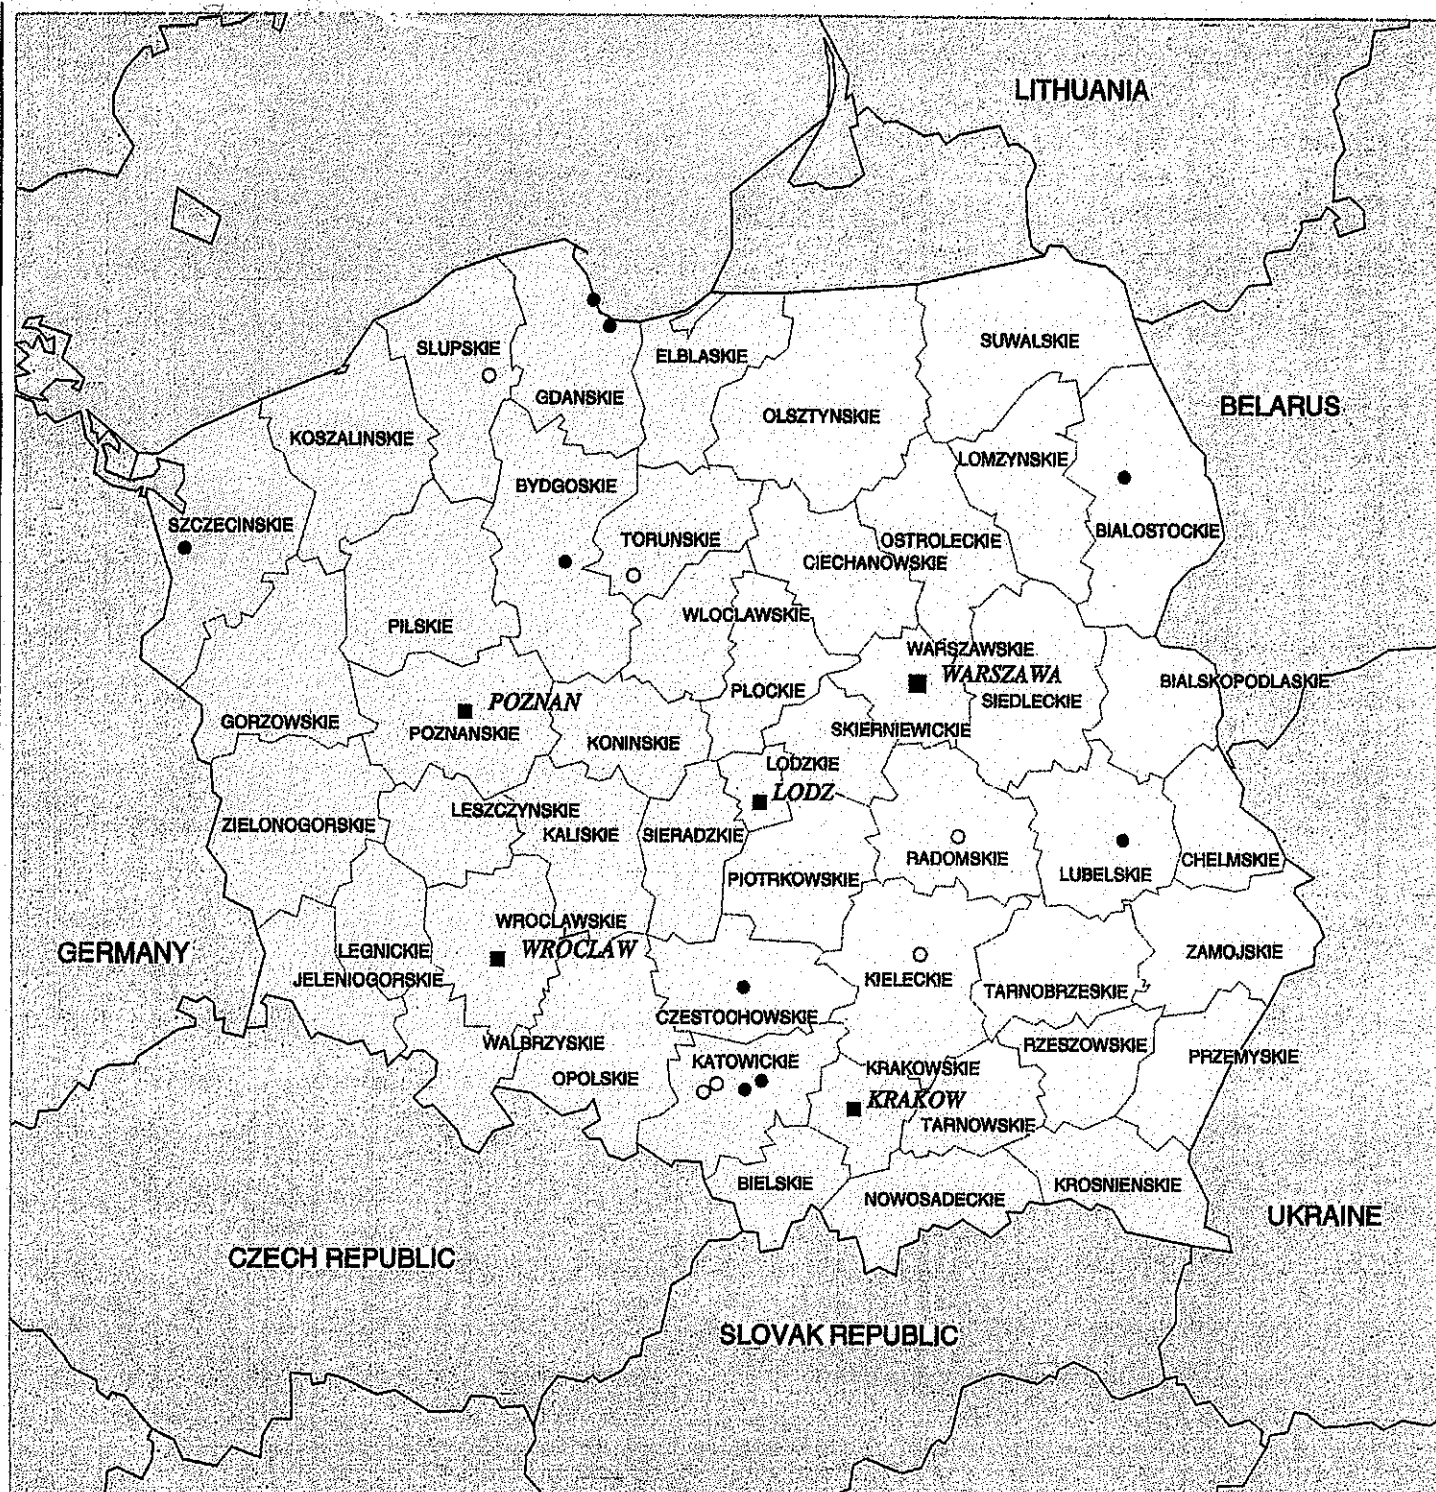 LITHUANIA
SLUPSKIE
ELBLASKIE
SUWALSKIE
GDANSKIE
BELARUS
OLSZTYNSKIE
KOSZALINSKIE
LOMZYNSKIE
BYDGOSKIE
SZCZECINSKIE
BIALOSTOCKIE
TORUNSKIE
OSTROLECKIE
CIECHANOWSKIE
WLOCLAWSKIE
PILSKIE
WARSZAWSKIE
WARSZAWA
BIALSKOPODLASKIE
PLOCKIE
SIEDLECKIE
POZNAN
GORZOWSKIE
POZNANSKIE
SKIERNIEWICKIE
KONINSKIE
LODZKIE
LODZ
LESZCZYNSKIE
ZIELONOGORSKIE
KALISKIE
SIERADZKIE
RADOMSKIE
CHELMSKIE
LUBELSKIE
PIOTRKOWSKIE
WROCLAWSKIE
WROCLAW
GERMANY
LEGNICKIE
ZAMOJSKIE
JELENIOGORSKIE
KIELECKIE
TARNOBRZESKIE
CZESTOCHOWSKIE
WALBRZYSKIE
RZESZOWSKIE
PRZEMYSKIE
KATOWICKIE
KRAKOWSKIE
OPOLSKIE
KRAKOW
TARNOWSKIE
BIELSKIE
KROSNIENSKIE
NOWOSADECKIE
UKRAINE
CZECH REPUBLIC
SLOVAK REPUBLIC